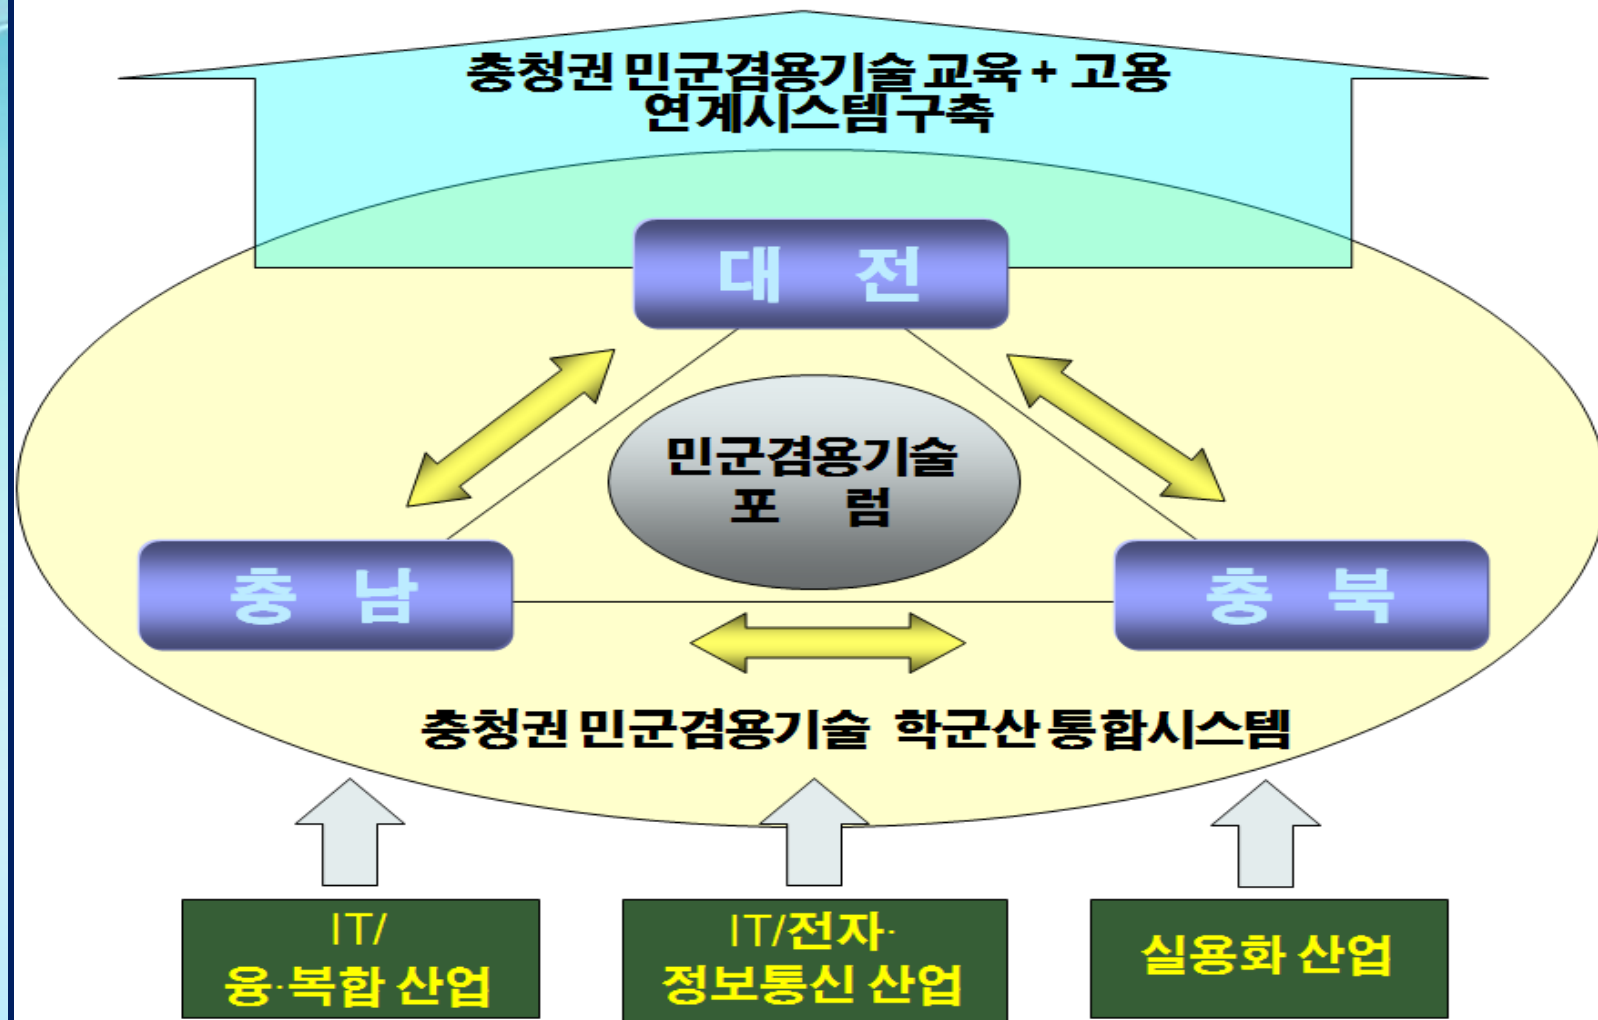 충청권 민군겸용기술 교육 + 고용
연계시스템 구축
대 전
민군겸용기술
포 럼
충 남
충 북
충청권 민군겸용기술 학군산 통합시스템
IT/
융·복합 산업
IT/전자·
정보통신 산업
실용화 산업